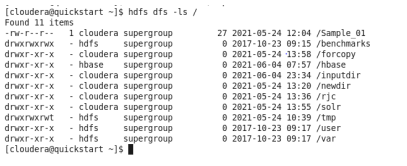 [cloudera@quickstart ~]$ hdfs dfs -ls /
Found 11 items
-rw-r--r-- 1 cloudera supergroup 27 2021-05-24 12:04 /Sample_01
drwxrwxrwx - hdfs supergroup 0 2017-10-23 09:15 /benchmarks
drwxr-xr-x - cloudera supergroup 0 2021-05-24 13:58 /forcopy
drwxr-xr-x - hbase supergroup 0 2021-06-04 07:57 /hbase
drwxr-xr-x - cloudera supergroup 0 2021-06-04 23:34 /inputdir
drwxr-xr-x - cloudera supergroup 0 2021-05-24 13:20 /newdir
drwxr-xr-x - cloudera supergroup 0 2021-05-24 13:36 /rjc
drwxr-xr-x - cloudera supergroup 0 2021-05-24 13:55 /solr
drwxrwxrwt - hdfs supergroup 0 2021-05-24 10:39 /tmp
drwxr-xr-x - hdfs supergroup 0 2017-10-23 09:17 /user
drwxr-xr-x - hdfs supergroup 0 2017-10-23 09:17 /var
[cloudera@quickstart ~]$